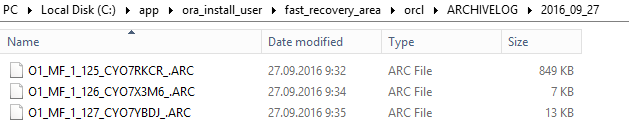 PC Local Disk (C:) app ora_install_user fast_recovery_area orcl ARCHIVELOG 2016_09_27
Name Date modified Type Size
O1_MF_1_125_CYO7RKCR_.ARC 27.09.2016 9:32 ARC File 849 KB
O1_MF_1_126_CYO7X3M6_.ARC 27.09.2016 9:34 ARC File 7 KB
O1_MF_1_127_CYO7YBDJ_.ARC 27.09.2016 9:35 ARC File 13 KB